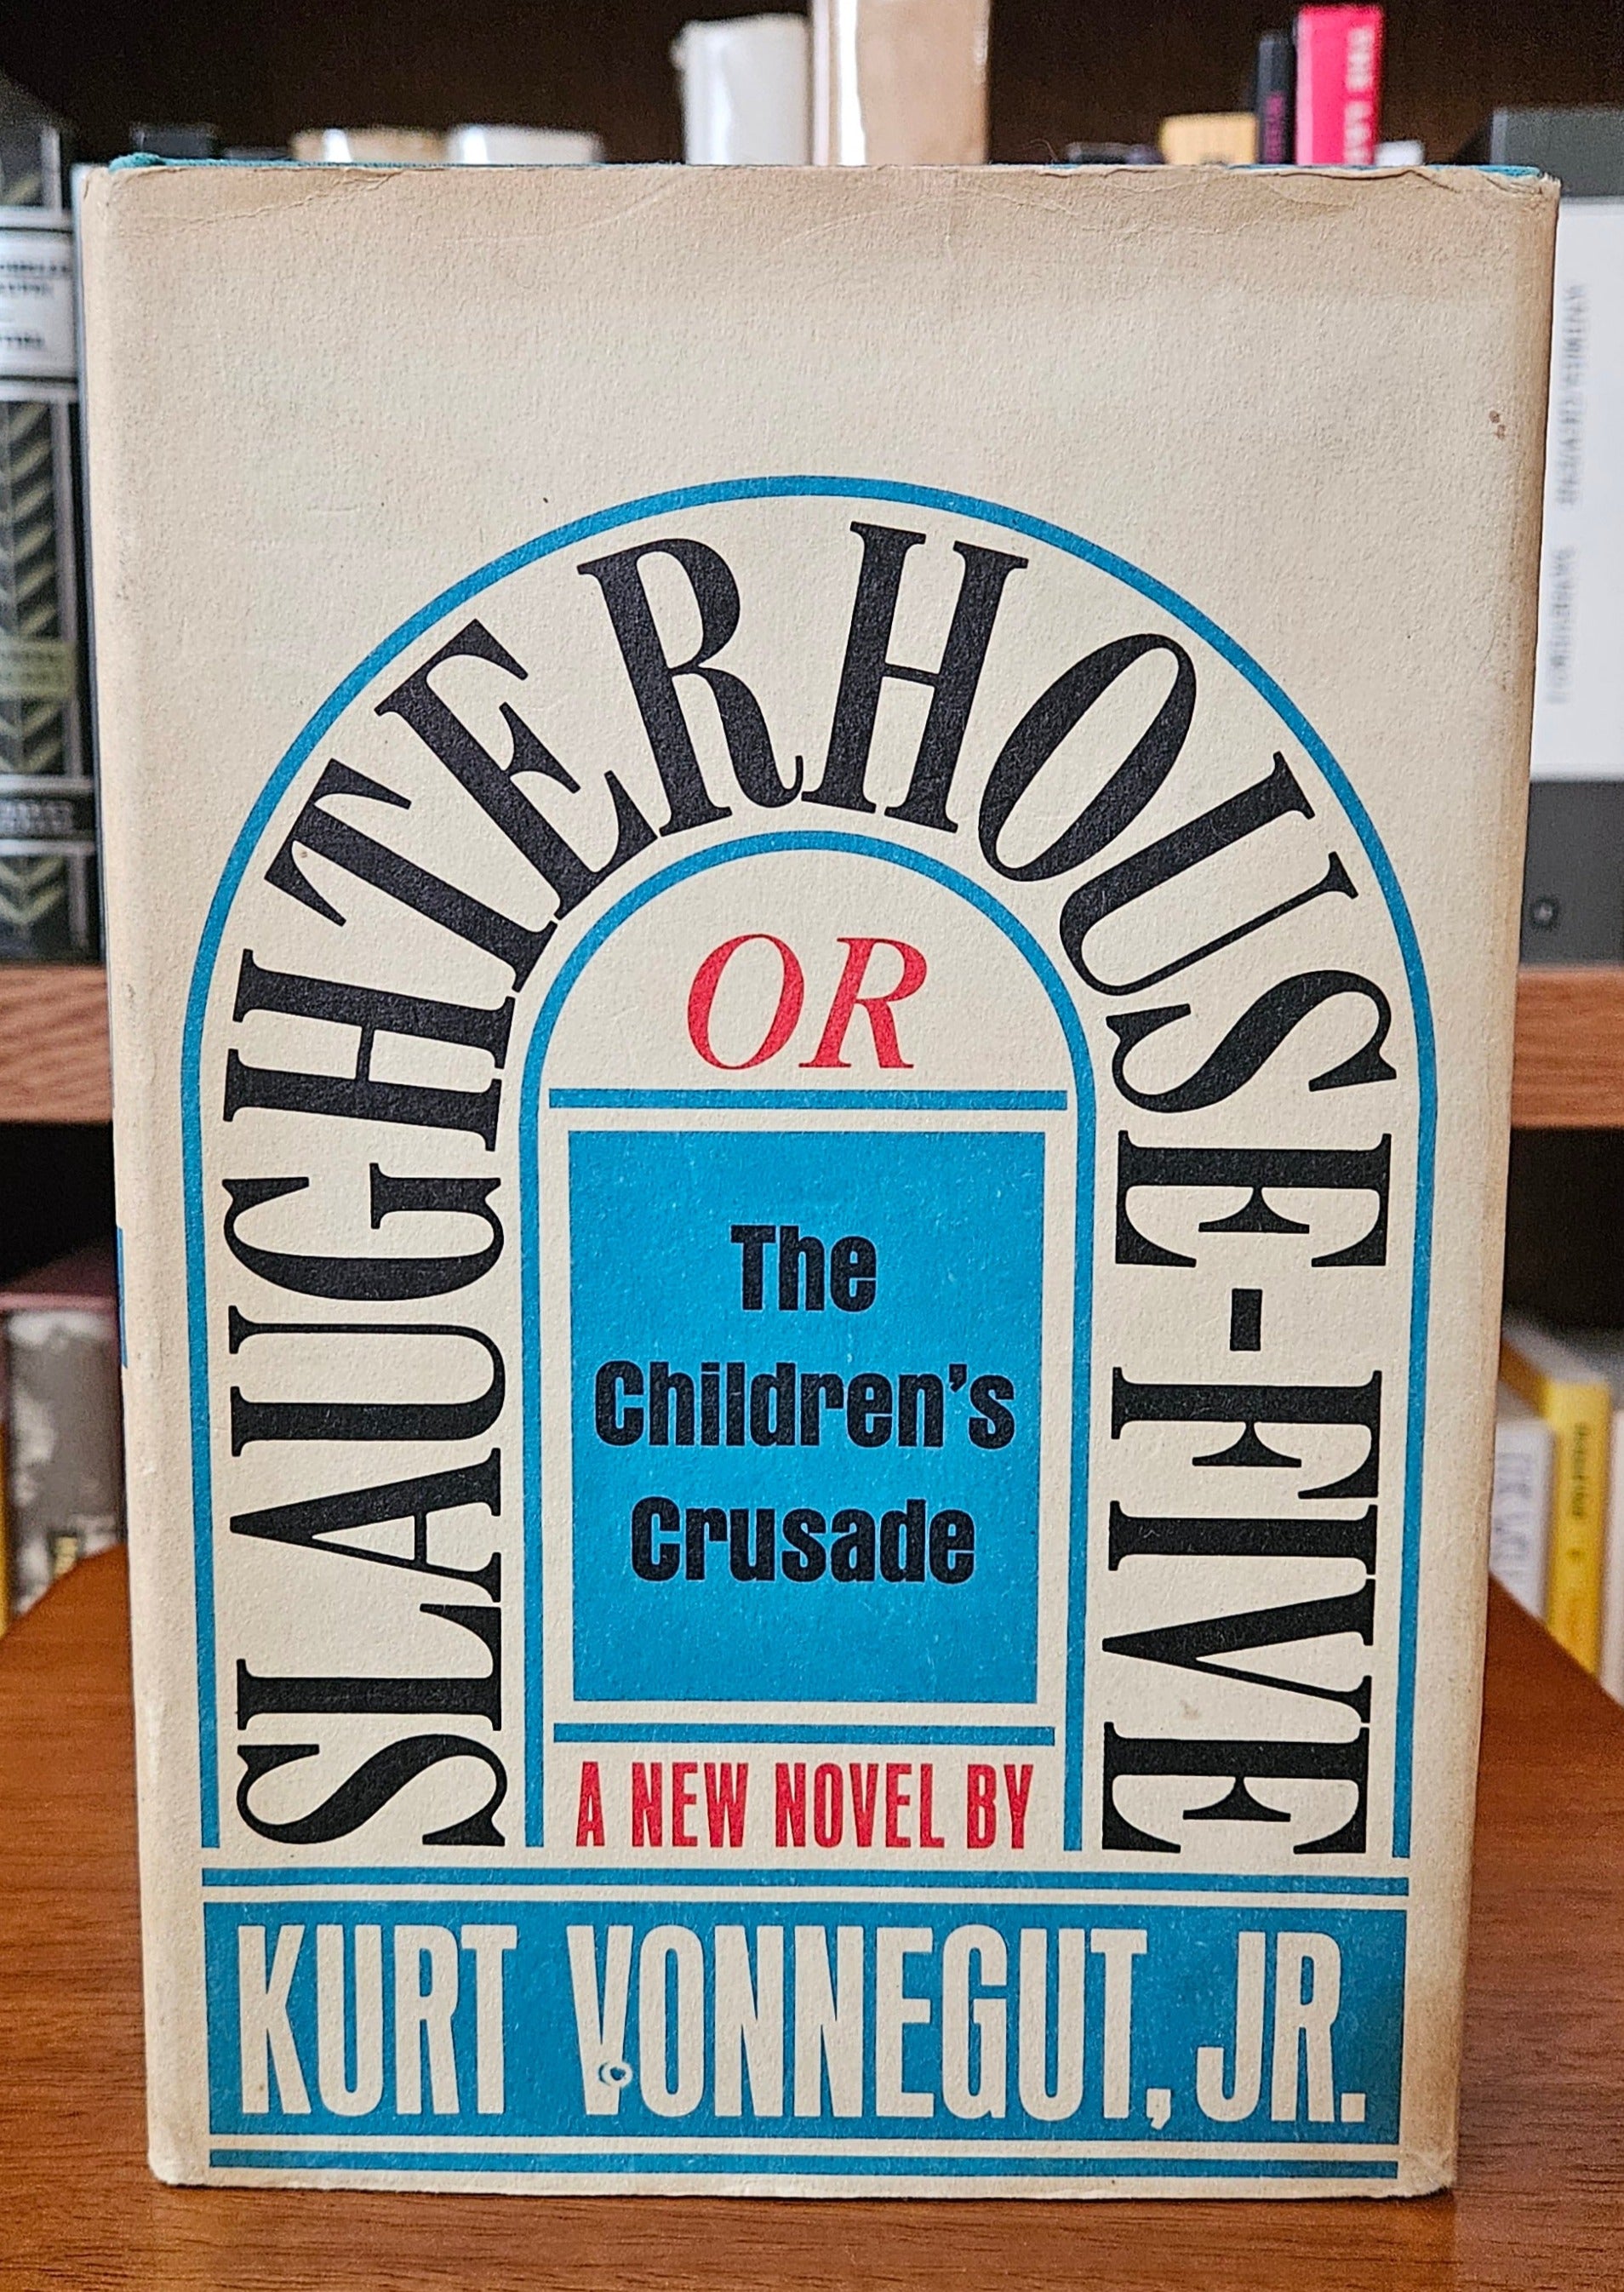 SLAUGHTERHOUSE-FIVE
OR
The
Children's
Crusade
A NEW NOVEL BY
KURT VONNEGUT, JR.